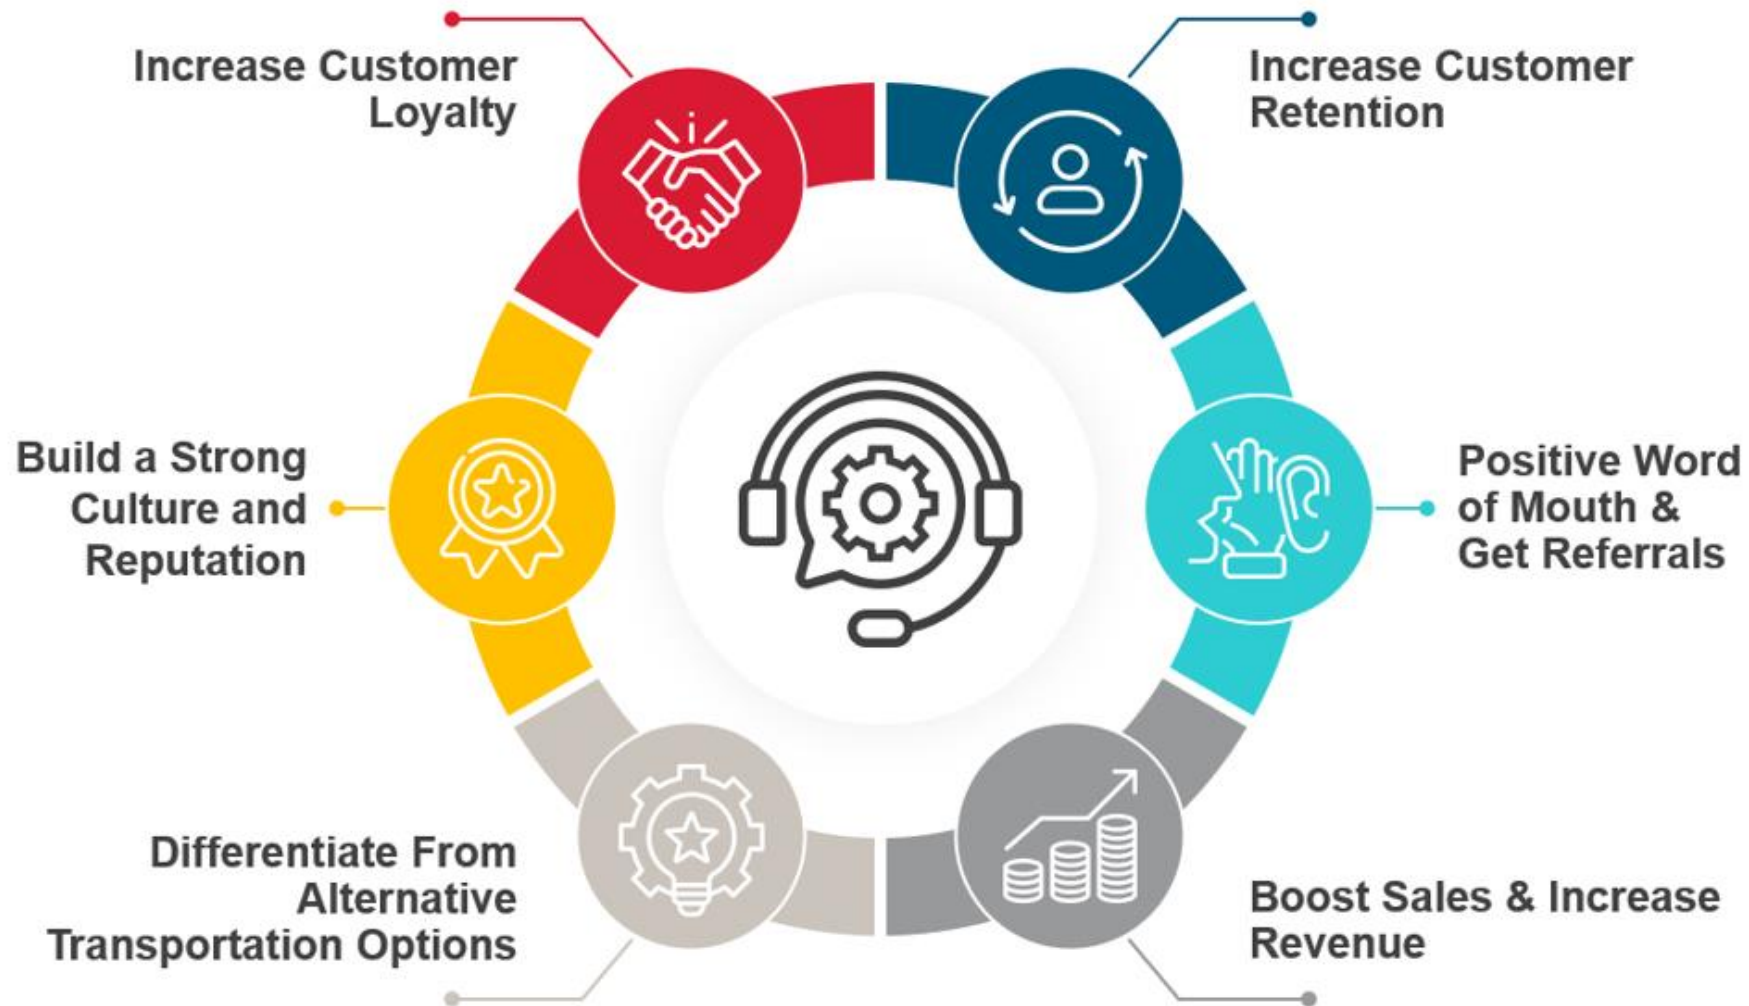 Increase Customer
Loyalty
Increase Customer
Retention
Build a Strong
Culture and
Reputation
Positive Word
of Mouth &
Get Referrals
Differentiate From
Alternative
Transportation Options
Boost Sales & Increase
Revenue